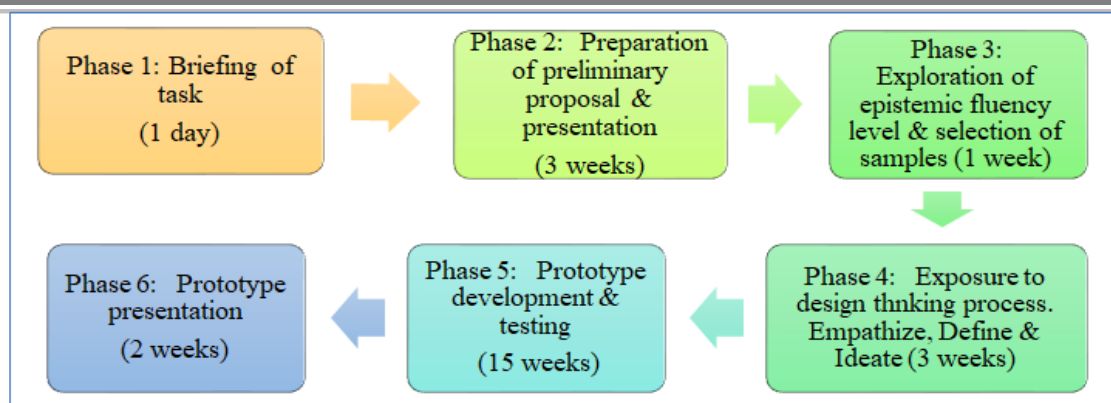 Phase 1: Briefing of
task
(1 day)
Phase 2: Preparation
of preliminary
proposal &
presentation
(3 weeks)
Phase 3:
Exploration of
epistemic fluency
level & selection of
samples (1 week)
Phase 4: Exposure to
design thnking process.
Empathize, Define &
Ideate (3 weeks)
Phase 5: Prototype
development &
testing
(15 weeks)
Phase 6: Prototype
presentation
(2 weeks)